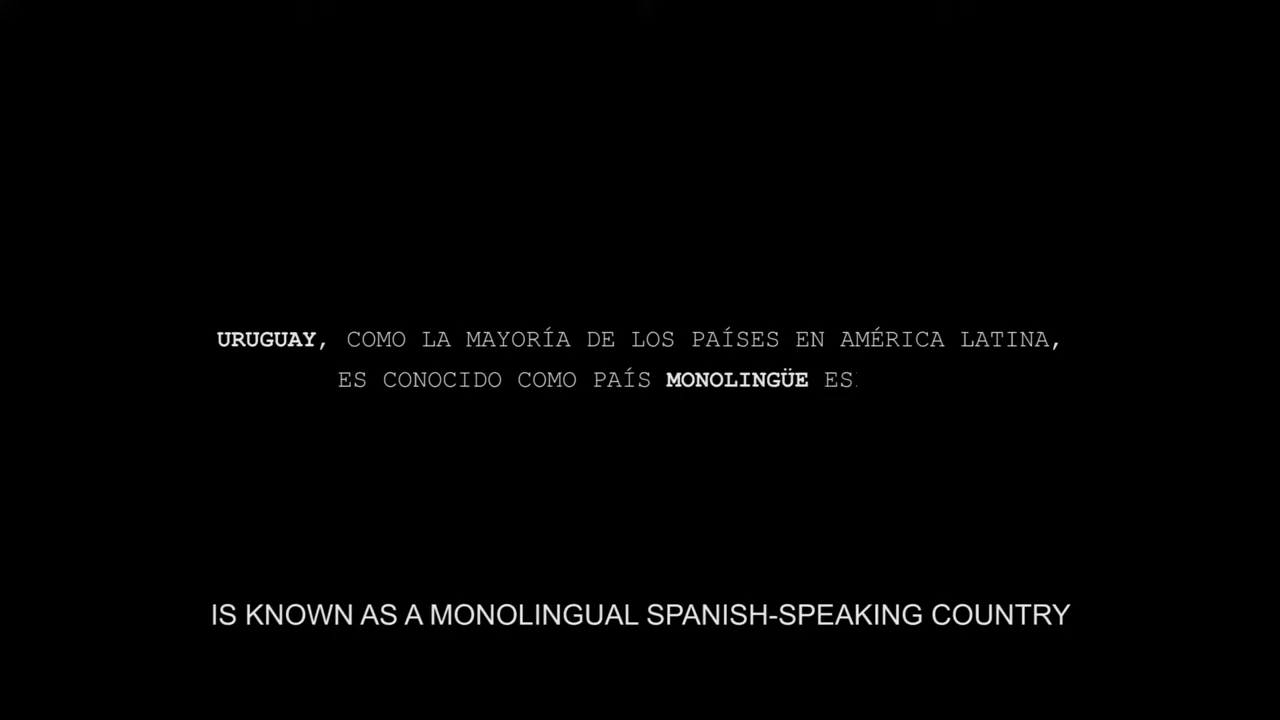 URUGUAY, COMO LA MAYORÍA DE LOS PAÍSES EN AMÉRICA LATINA,
ES CONOCIDO COMO PAÍS MONOLINGÜE ES
IS KNOWN AS A MONOLINGUAL SPANISH-SPEAKING COUNTRY